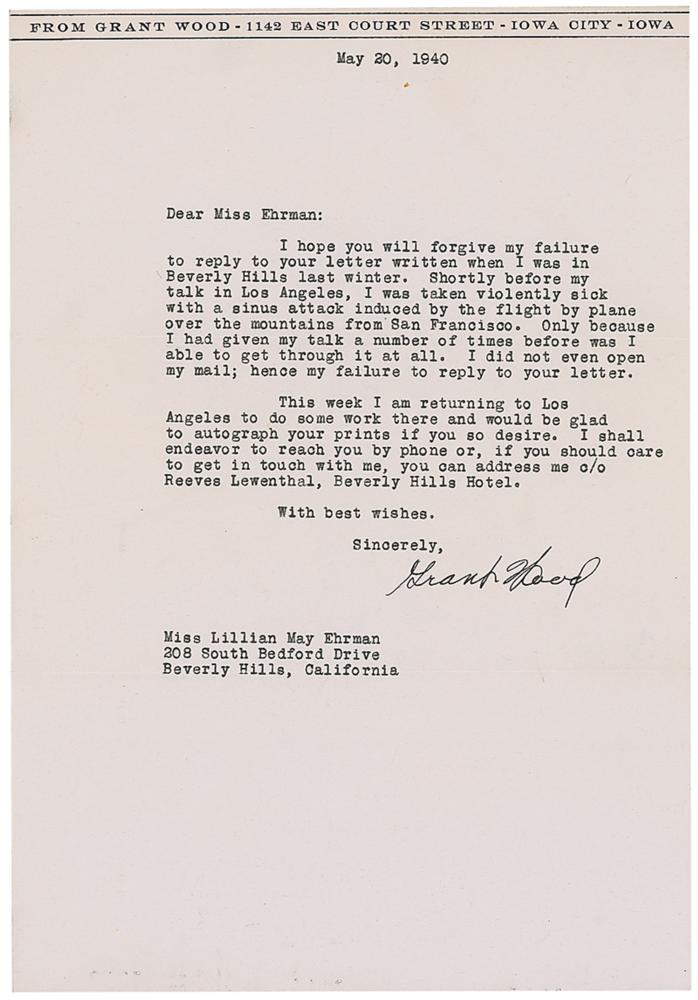 FROM GRANT WOOD - 1142 EAST COURT STREET - IOWA CITY - IOWA
May 20, 1940
Dear Miss Ehrman:
I hope you will forgive my failure
to reply to your letter written when I was in
Beverly Hills last winter. Shortly before my
talk in Los Angeles, I was taken violently sick
with a sinus attack induced by the flight by plane
over the mountains from San Francisco. Only because
I had given my talk a number of times before was I
able to get through it at all. I did not even open
my mail; hence my failure to reply to your letter.
This week I am returning to Los
Angeles to do some work there and would be glad
to autograph your prints if you so desire. I shall
endeavor to reach you by phone or, if you should care
to get in touch with me, you can address me c/o
Reeves Lewenthal, Beverly Hills Hotel.
With best wishes.
Sincerely,
Grant Wood
Miss Lillian May Ehrman
208 South Bedford Drive
Beverly Hills, California